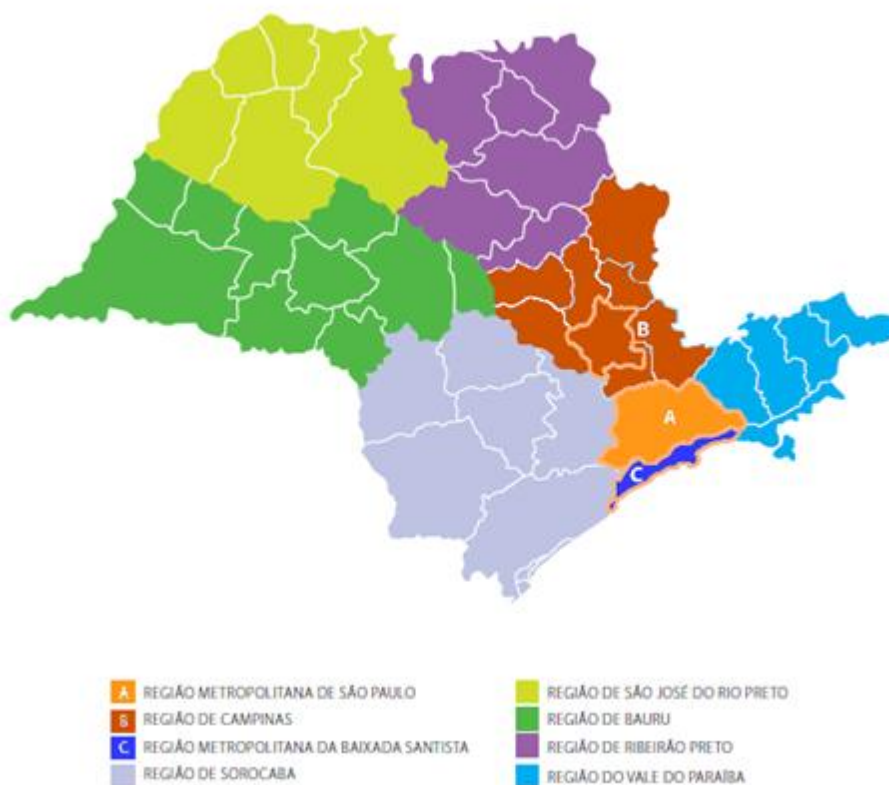 B
A
C
A REGIÃO METROPOLITANA DE SÃO PAULO
B REGIÃO DE CAMPINAS
C REGIÃO METROPOLITANA DA BAIXADA SANTISTA
REGIÃO DE SOROCABA
REGIÃO DE SÃO JOSÉ DO RIO PRETO
REGIÃO DE BAURU
REGIÃO DE RIBEIRÃO PRETO
REGIÃO DO VALE DO PARAÍBA